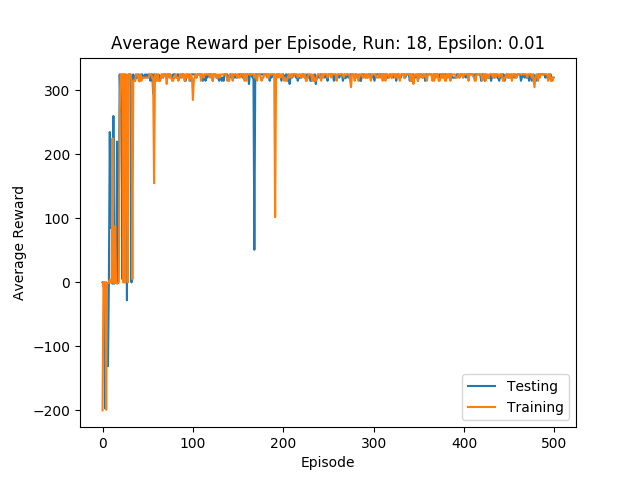 Average Reward per Episode, Run: 18, Epsilon: 0.01
Average Reward
300
200
100
0
−100
−200
0 100 200 300 400 500
Episode
Testing
Training